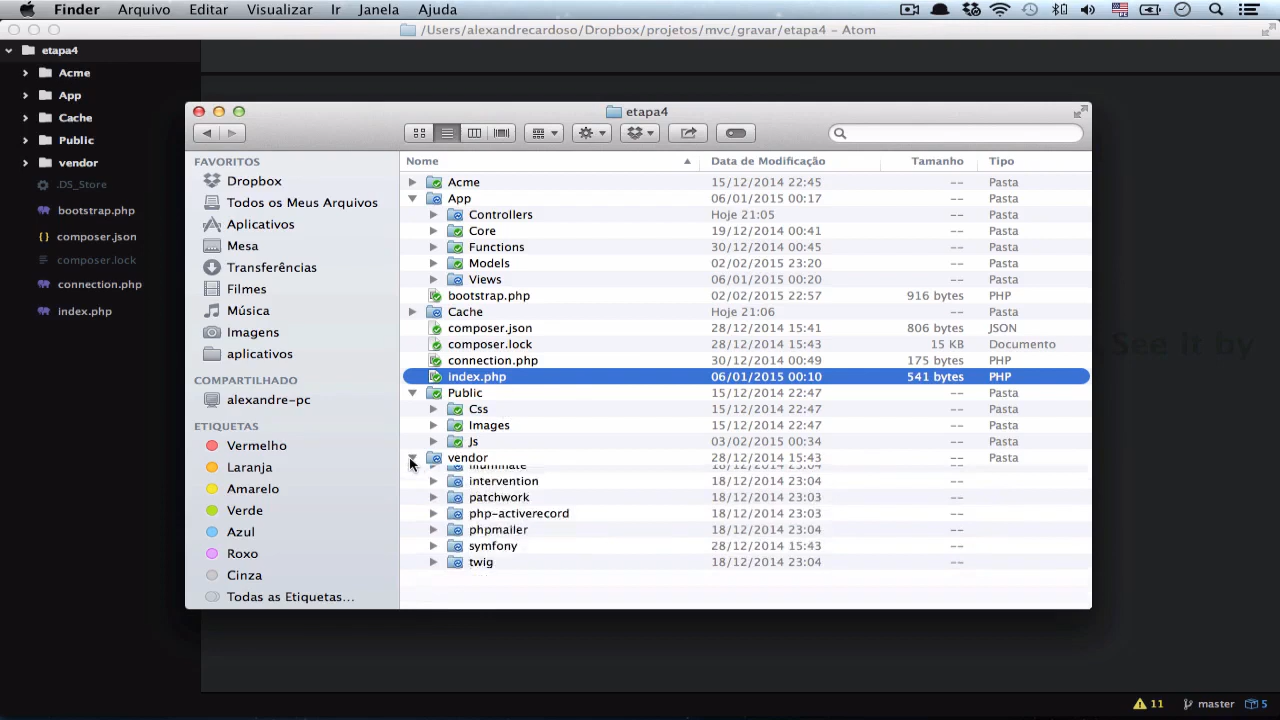 Finder Arquivo Editar Visualizar Ir Janela Ajuda
/Users/alexandrecardoso/Dropbox/projetos/mvc/gravar/etapa4 – Atom
etapa4
Acme
App
Cache
Public
vendor
.DS_Store
bootstrap.php
{} composer.json
composer.lock
connection.php
index.php
etapa4
FAVORITOS
Dropbox
Todos os Meus Arquivos
Aplicativos
Mesa
Transferências
Filmes
Música
Imagens
aplicativos
COMPARTILHADO
alexandre-pc
ETIQUETAS
Vermelho
Laranja
Amarelo
Verde
Azul
Roxo
Cinza
Todas as Etiquetas...
Nome Data de Modificação Tamanho Tipo
Acme 15/12/2014 22:45 -- Pasta
App 06/01/2015 00:17 -- Pasta
Controllers Hoje 21:05 -- Pasta
Core 19/12/2014 00:41 -- Pasta
Functions 30/12/2014 00:45 -- Pasta
Models 02/02/2015 23:20 -- Pasta
Views 06/01/2015 00:20 -- Pasta
bootstrap.php 02/02/2015 22:57 916 bytes PHP
Cache Hoje 21:06 -- Pasta
composer.json 28/12/2014 15:41 806 bytes JSON
composer.lock 28/12/2014 15:43 15 KB Documento
connection.php 30/12/2014 00:49 175 bytes PHP
index.php 06/01/2015 00:10 541 bytes PHP
Public 15/12/2014 22:47 -- Pasta
Css 15/12/2014 22:47 -- Pasta
Images 15/12/2014 22:47 -- Pasta
Js 03/02/2015 00:34 -- Pasta
vendor 28/12/2014 15:43 -- Pasta
illuminate 18/12/2014 23:04 --
intervention 18/12/2014 23:04 --
patchwork 18/12/2014 23:03 --
php-activerecord 18/12/2014 23:03 --
phpmailer 18/12/2014 23:04 --
symfony 28/12/2014 15:43 --
twig 18/12/2014 23:04 --
See it by
11 master 5